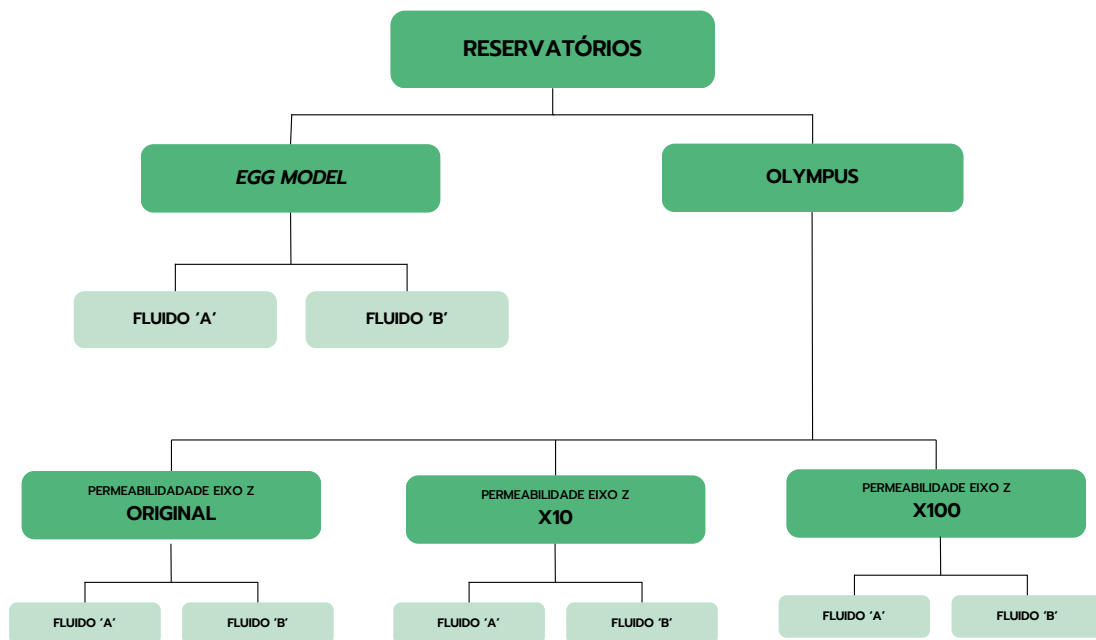 RESERVATÓRIOS
EGG MODEL
OLYMPUS
FLUIDO ‘A’
FLUIDO ‘B’
PERMEABILIDADADE EIXO Z
ORIGINAL
PERMEABILIDADE EIXO Z
X10
PERMEABILIDADE EIXO Z
X100
FLUIDO ‘A’
FLUIDO ‘B’
FLUIDO ‘A’
FLUIDO ‘B’
FLUIDO ‘A’
FLUIDO ‘B’